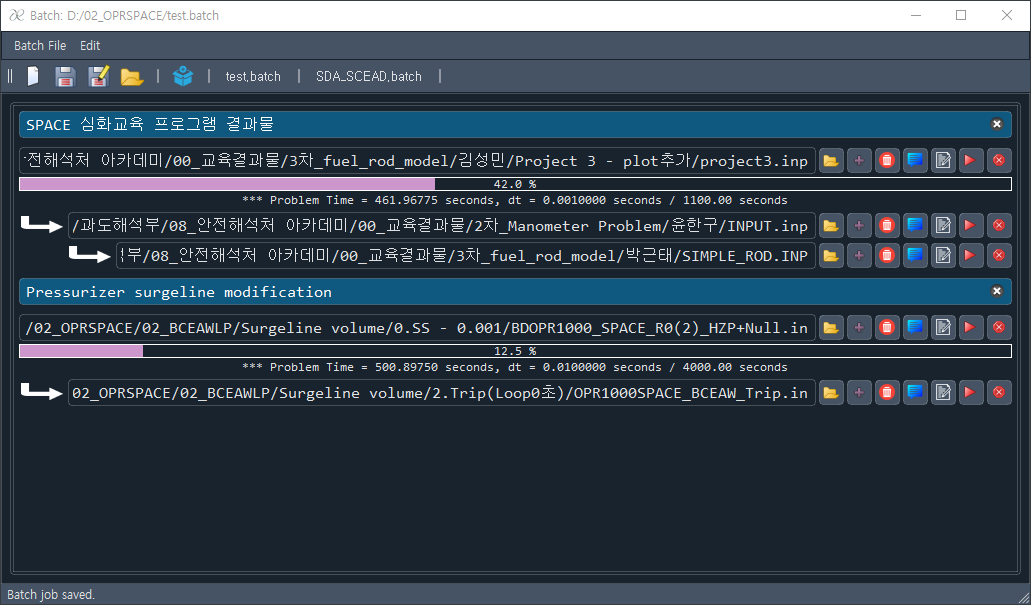 Batch: D:/02_OPRSPACE/test.batch
Batch File Edit
test,batch SDA_SCEAD,batch
SPACE 심화교육 프로그램 결과물
전해석처 아카데미/00_교육결과물/3차_fuel_rod_model/김성민/Project 3 - plot추가/project3.inp
42.0 %
*** Problem Time = 461.96775 seconds, dt = 0.0010000 seconds / 1100.00 seconds
/과도해석부/08_안전해석처 아카데미/00_교육결과물/2차_Manometer Problem/윤한구/INPUT.inp
부/08_안전해석처 아카데미/00_교육결과물/3차_fuel_rod_model/박근태/SIMPLE_ROD.INP
Pressurizer surgeline modification
/02_OPRSPACE/02_BCEAWLP/Surgeline volume/0.SS - 0.001/BDOPR1000_SPACE_R0(2)_HZP+Null.in
12.5 %
*** Problem Time = 500.89750 seconds, dt = 0.0100000 seconds / 4000.00 seconds
02_OPRSPACE/02_BCEAWLP/Surgeline volume/2.Trip(Loop0초)/OPR1000SPACE_BCEAW_Trip.in
Batch job saved.